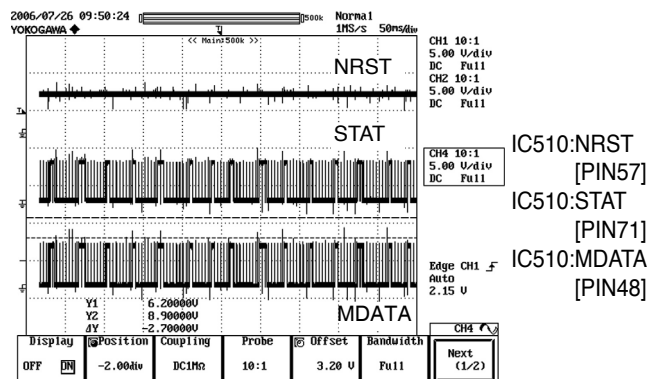 2006/07/26 09:50:24 500k Normal
YOKOGAWA ◆ 1MS/s 50ms/div
<< Main:500k >>
CH1 10:1
5.00 V/div
DC Full
CH2 10:1
5.00 V/div
DC Full
NRST
STAT
CH4 10:1
5.00 V/div
DC Full
IC510:NRST
[PIN57]
IC510:STAT
[PIN71]
IC510:MDATA
[PIN48]
Edge CH1
Auto
2.15 V
Y1 6.20000V
Y2 8.90000V
ΔY -2.70000V
MDATA
CH4
Display Position Coupling Probe Offset Bandwidth
OFF ON -2.00div DC1MΩ 10:1 3.20 V Full
Next
(1/2)